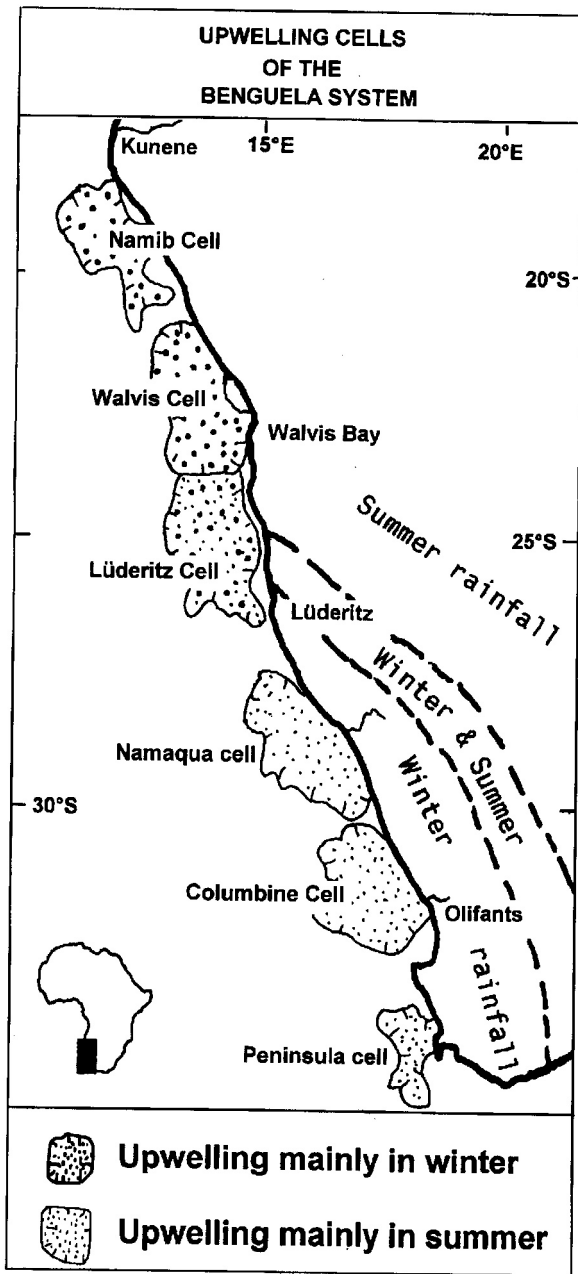 UPWELLING CELLS
OF THE
BENGUELA SYSTEM
Kunene
15°E
20°E
Namib Cell
20°S
Walvis Cell
Walvis Bay
Summer rainfall
25°S
Lüderitz Cell
Lüderitz
Winter & Summer
Namaqua cell
Winter
30°S
Columbine Cell
Olifants
rainfall
Peninsula cell
Upwelling mainly in winter
Upwelling mainly in summer